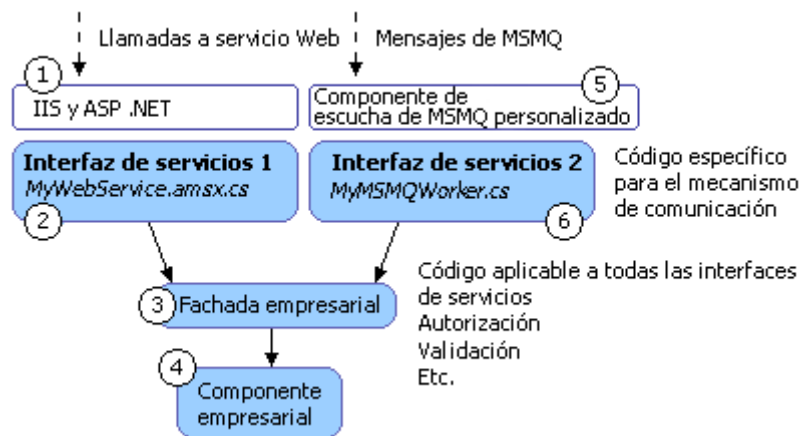 Llamadas a servicio Web
Mensajes de MSMQ
1
IIS y ASP .NET
5
Componente de
escucha de MSMQ personalizado
Interfaz de servicios 1
MyWebService.amsx.cs
2
Interfaz de servicios 2
MyMSMQWorker.cs
6
Código específico
para el mecanismo
de comunicación
3
Fachada empresarial
Código aplicable a todas las interfaces
de servicios
Autorización
Validación
Etc.
4
Componente
empresarial